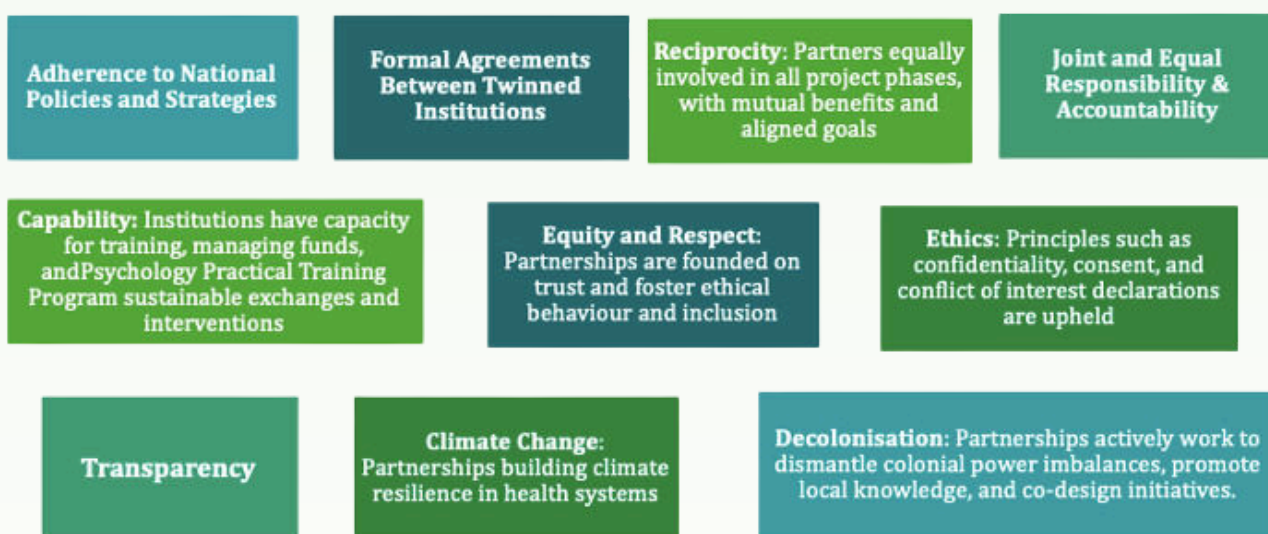 Adherence to National
Policies and Strategies
Formal Agreements
Between Twinned
Institutions
Reciprocity: Partners equally
involved in all project phases,
with mutual benefits and
aligned goals
Joint and Equal
Responsibility &
Accountability
Capability: Institutions have capacity
for training, managing funds,
andPsychology Practical Training
Program sustainable exchanges and
interventions
Equity and Respect:
Partnerships are founded on
trust and foster ethical
behaviour and inclusion
Ethics: Principles such as
confidentiality, consent, and
conflict of interest declarations
are upheld
Transparency
Climate Change:
Partnerships building climate
resilience in health systems
Decolonisation: Partnerships actively work to
dismantle colonial power imbalances, promote
local knowledge, and co-design initiatives.